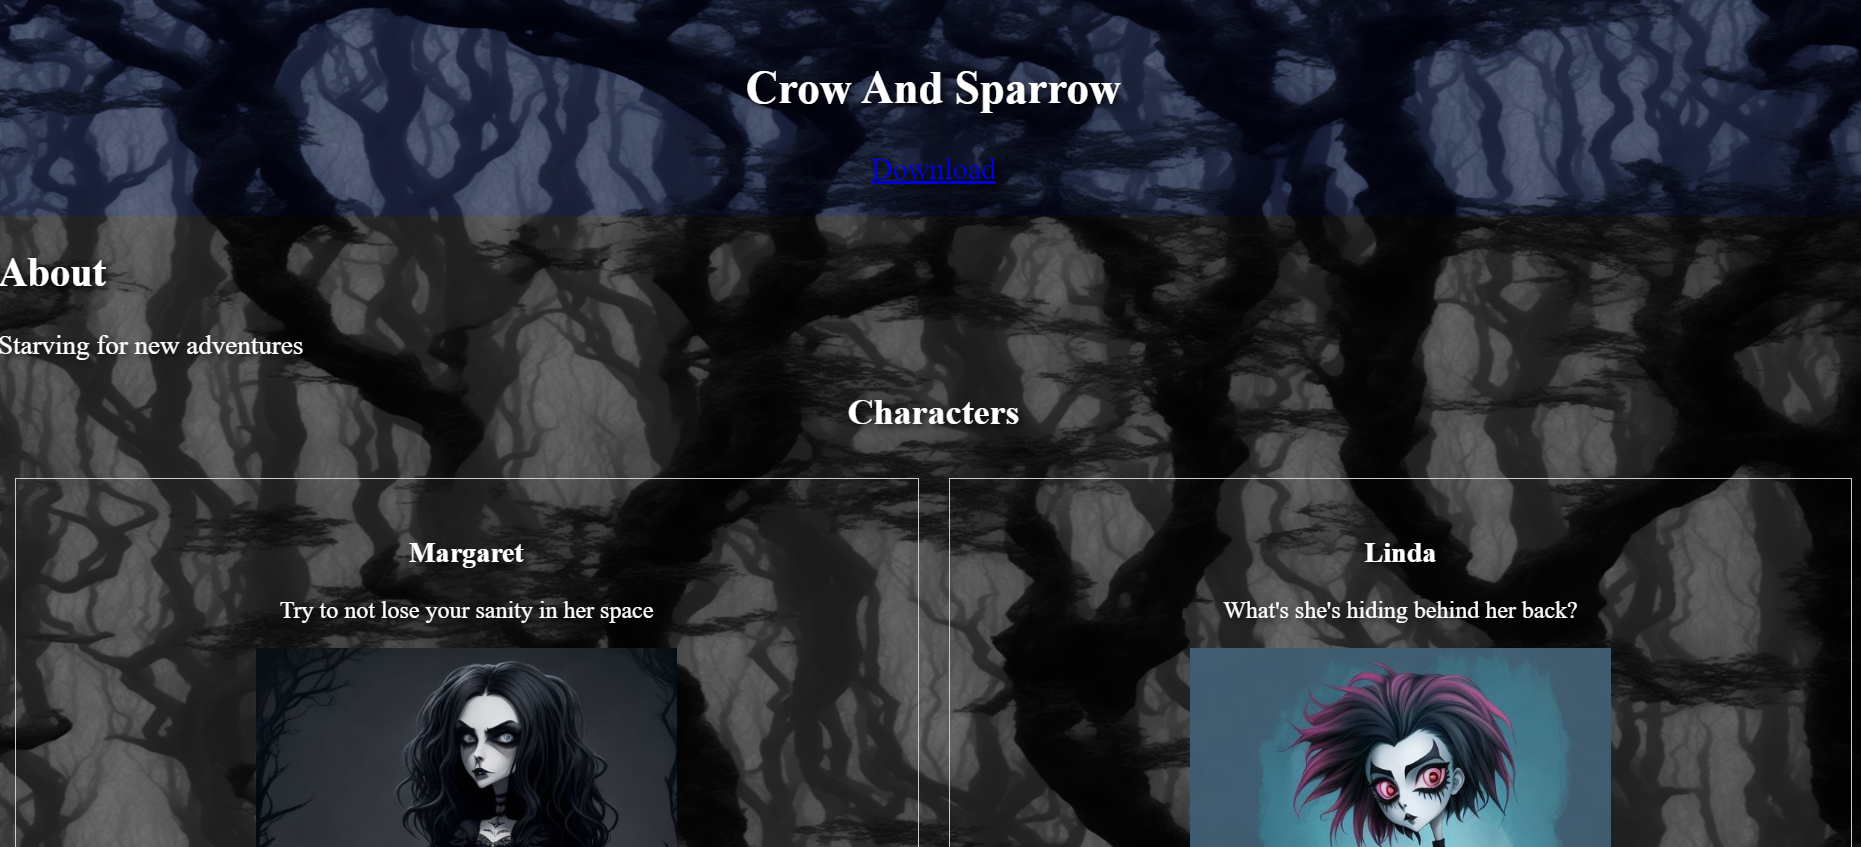 Crow And Sparrow
Download
About
Starving for new adventures
Characters
Margaret
Try to not lose your sanity in her space
Linda
What's she's hiding behind her back?